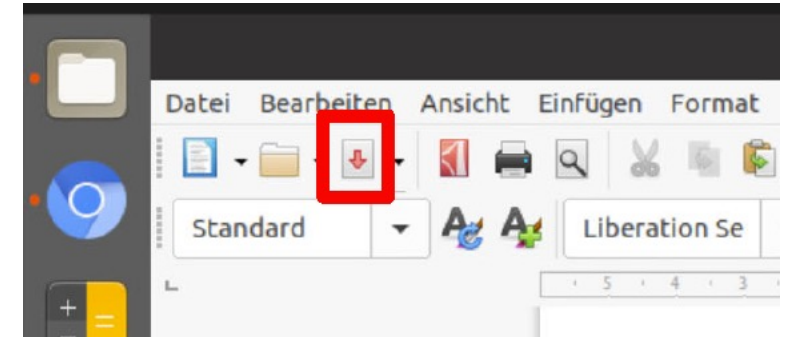 Datei Bearbeiten Ansicht Einfügen Format
Standard Liberation Se
5 4 3